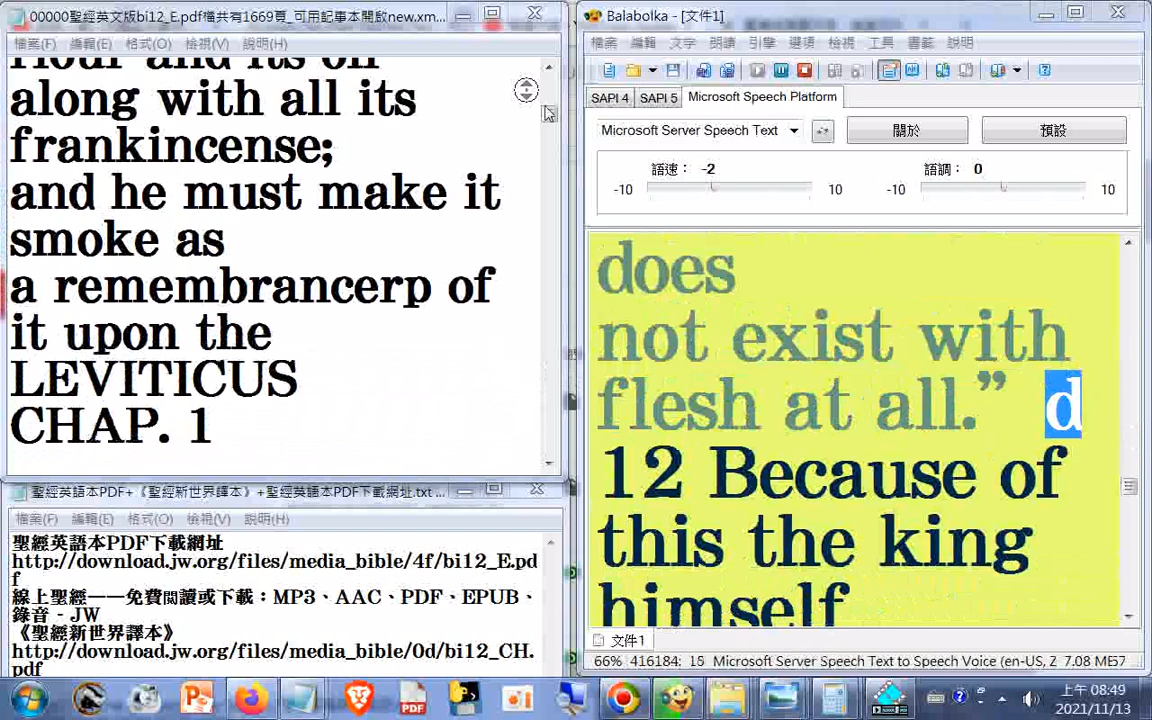 00000聖經英文版bi12_E.pdf檔共有1669頁_可用記事本開啟new.xm...
檔案(F) 編輯(E) 格式(O) 檢視(V) 說明(H)
flour and its oil
along with all its
frankincense;
and he must make it
smoke as
a remembrancerp of
it upon the
LEVITICUS
CHAP. 1
聖經英語本PDF+《聖經新世界譯本》+聖經英語本PDF下載網址.txt ...
檔案(F) 編輯(E) 格式(O) 檢視(V) 說明(H)
聖經英語本PDF下載網址
http://download.jw.org/files/media_bible/4f/bi12_E.pd
f
線上聖經——免費閱讀或下載：MP3、AAC、PDF、EPUB、
錄音 - JW
《聖經新世界譯本》
http://download.jw.org/files/media_bible/0d/bi12_CH.
pdf
Balabolka - [文件1]
檔案 編輯 文字 朗讀 引擎 選項 檢視 工具 書籤 說明
SAPI 4 SAPI 5 Microsoft Speech Platform
Microsoft Server Speech Text 關於 預設
語速： -2 語調： 0
-10 10 -10 10
does
not exist with
flesh at all.” d
12 Because of
this the king
himself
文件1
66% 416184: 15 Microsoft Server Speech Text to Speech Voice (en-US, Z 7.08 ME57
上午 08:49
2021/11/13